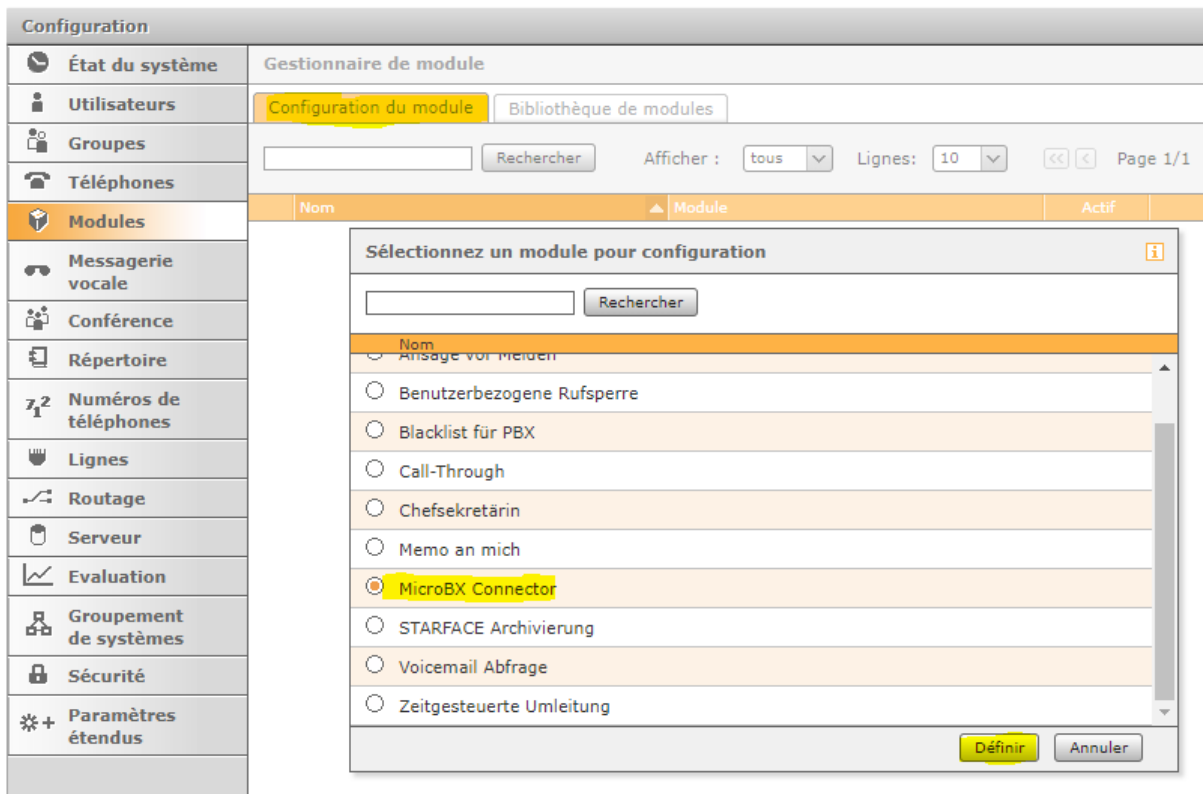 Configuration
État du système
Utilisateurs
Groupes
Téléphones
Modules
Messagerie
vocale
Conférence
Répertoire
Numéros de
téléphones
Lignes
Routage
Serveur
Evaluation
Groupement
de systèmes
Sécurité
Paramètres
étendus
Gestionnaire de module
Configuration du module
Bibliothèque de modules
Rechercher
Afficher :
tous
Lignes:
10
Page 1/1
Nom
Module
Actif
Sélectionnez un module pour configuration
Rechercher
Nom
Ansage vor Melden
Benutzerbezogene Rufsperre
Blacklist für PBX
Call-Through
Chefsekretärin
Memo an mich
MicroBX Connector
STARFACE Archivierung
Voicemail Abfrage
Zeitgesteuerte Umleitung
Définir
Annuler